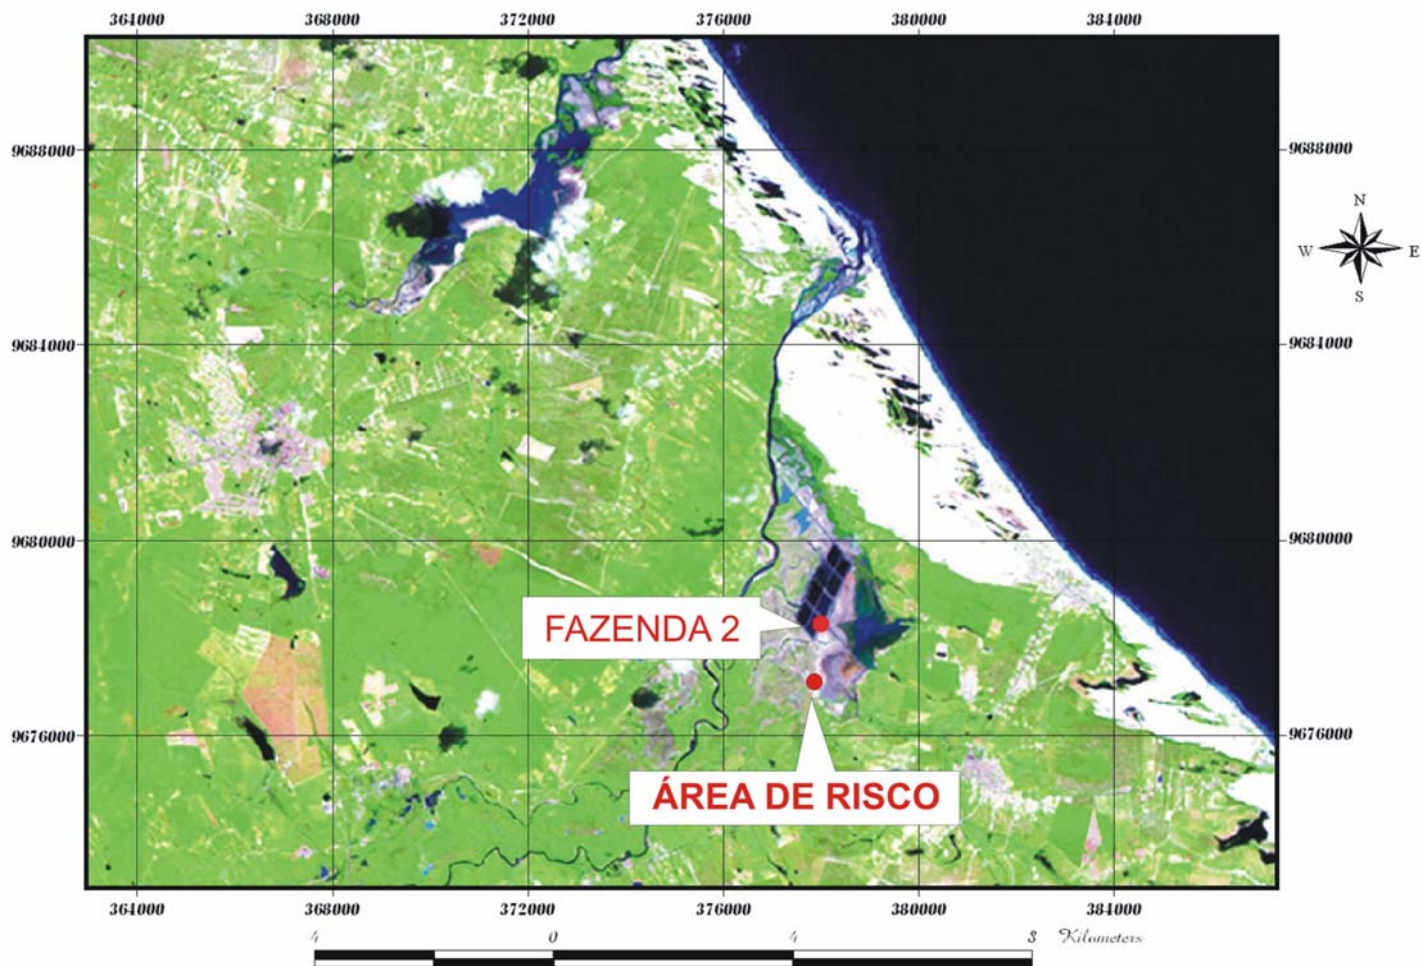 364000 368000 372000 376000 380000 384000
9688000 9688000
N
W E
S
9684000 9684000
9680000 9680000
FAZENDA 2
9676000 9676000
ÁREA DE RISCO
364000 368000 372000 376000 380000 384000
4 0 4 8 Kilometers